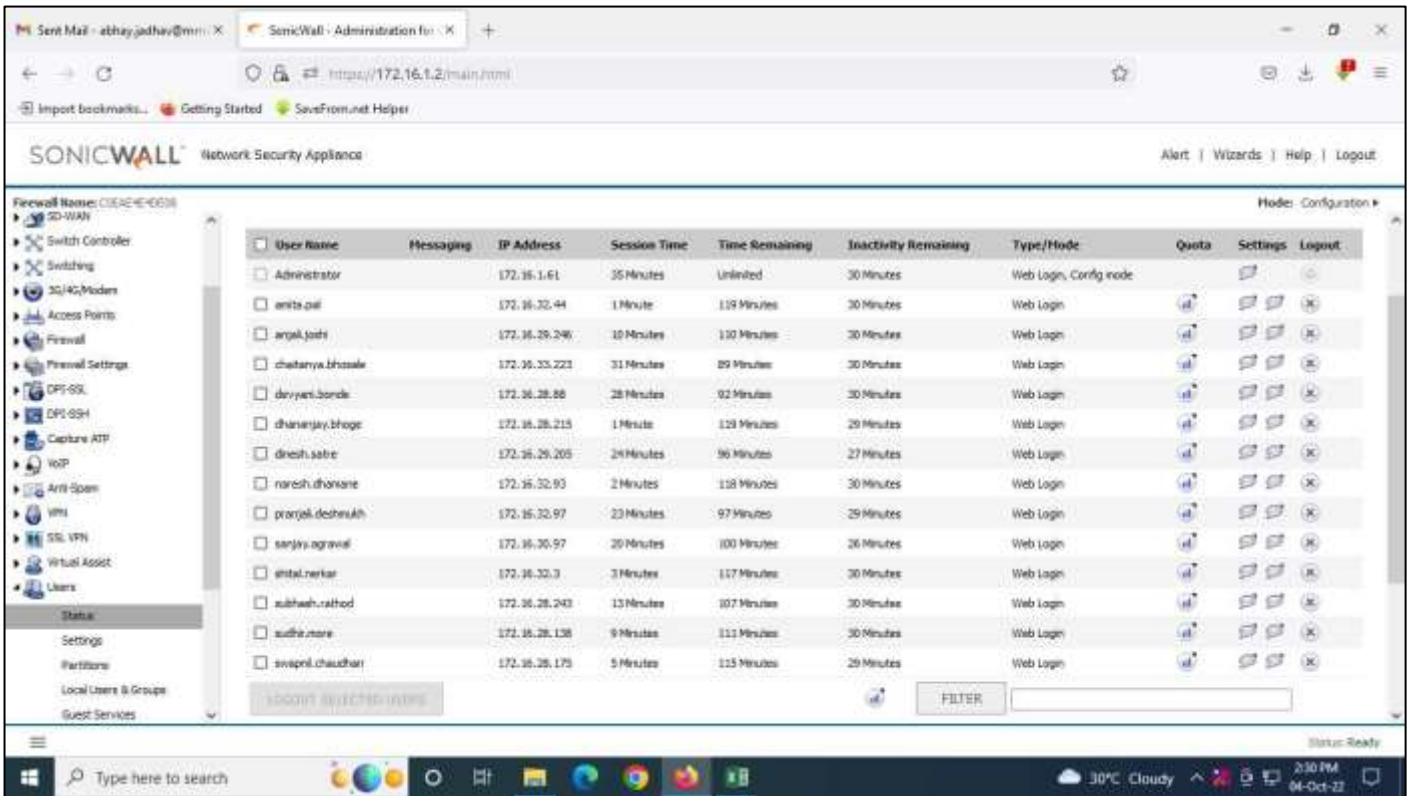 Sent Mail - abhay.jadhav@mm
SonicWall - Administration for
https://172.16.1.2/main.html
Import bookmarks... Getting Started SaveFrom.net Helper
SONICWALL Network Security Appliance
Alert | Wizards | Help | Logout
Firewall Name:
Mode: Configuration
SD-WAN
Switch Controller
Switching
3G/4G/Modem
Access Points
Firewall
Firewall Settings
DPI-SSL
DPI-SSH
Capture ATP
VoIP
Anti-Spam
VPN
SSL VPN
Virtual Assist
Users
Status
Settings
Partitions
Local Users & Groups
Guest Services
User Name Messaging IP Address Session Time Time Remaining Inactivity Remaining Type/Mode Quota Settings Logout
Administrator 172.16.1.61 35 Minutes Unlimited 30 Minutes Web Login, Config mode
amita.pal 172.16.32.44 1 Minute 119 Minutes 30 Minutes Web Login
anjali.joshi 172.16.29.246 10 Minutes 110 Minutes 30 Minutes Web Login
chaitanya.bhosale 172.16.33.223 31 Minutes 89 Minutes 30 Minutes Web Login
devyani.bonde 172.16.28.88 28 Minutes 92 Minutes 30 Minutes Web Login
dhananjay.bhoge 172.16.28.215 1 Minute 119 Minutes 29 Minutes Web Login
dinesh.satre 172.16.29.205 24 Minutes 96 Minutes 27 Minutes Web Login
naresh.dhamane 172.16.32.93 2 Minutes 118 Minutes 30 Minutes Web Login
pranjali.deshmukh 172.16.32.97 23 Minutes 97 Minutes 29 Minutes Web Login
sanjay.agrawal 172.16.30.97 20 Minutes 100 Minutes 26 Minutes Web Login
shital.nerkar 172.16.32.3 3 Minutes 117 Minutes 30 Minutes Web Login
subhash.rathod 172.16.28.243 13 Minutes 107 Minutes 30 Minutes Web Login
sudhir.more 172.16.28.138 9 Minutes 111 Minutes 30 Minutes Web Login
swapnil.chaudhari 172.16.28.175 5 Minutes 115 Minutes 29 Minutes Web Login
LOGOUT SELECTED USERS FILTER
Status: Ready
Type here to search
30°C Cloudy
2:30 PM
04-Oct-22